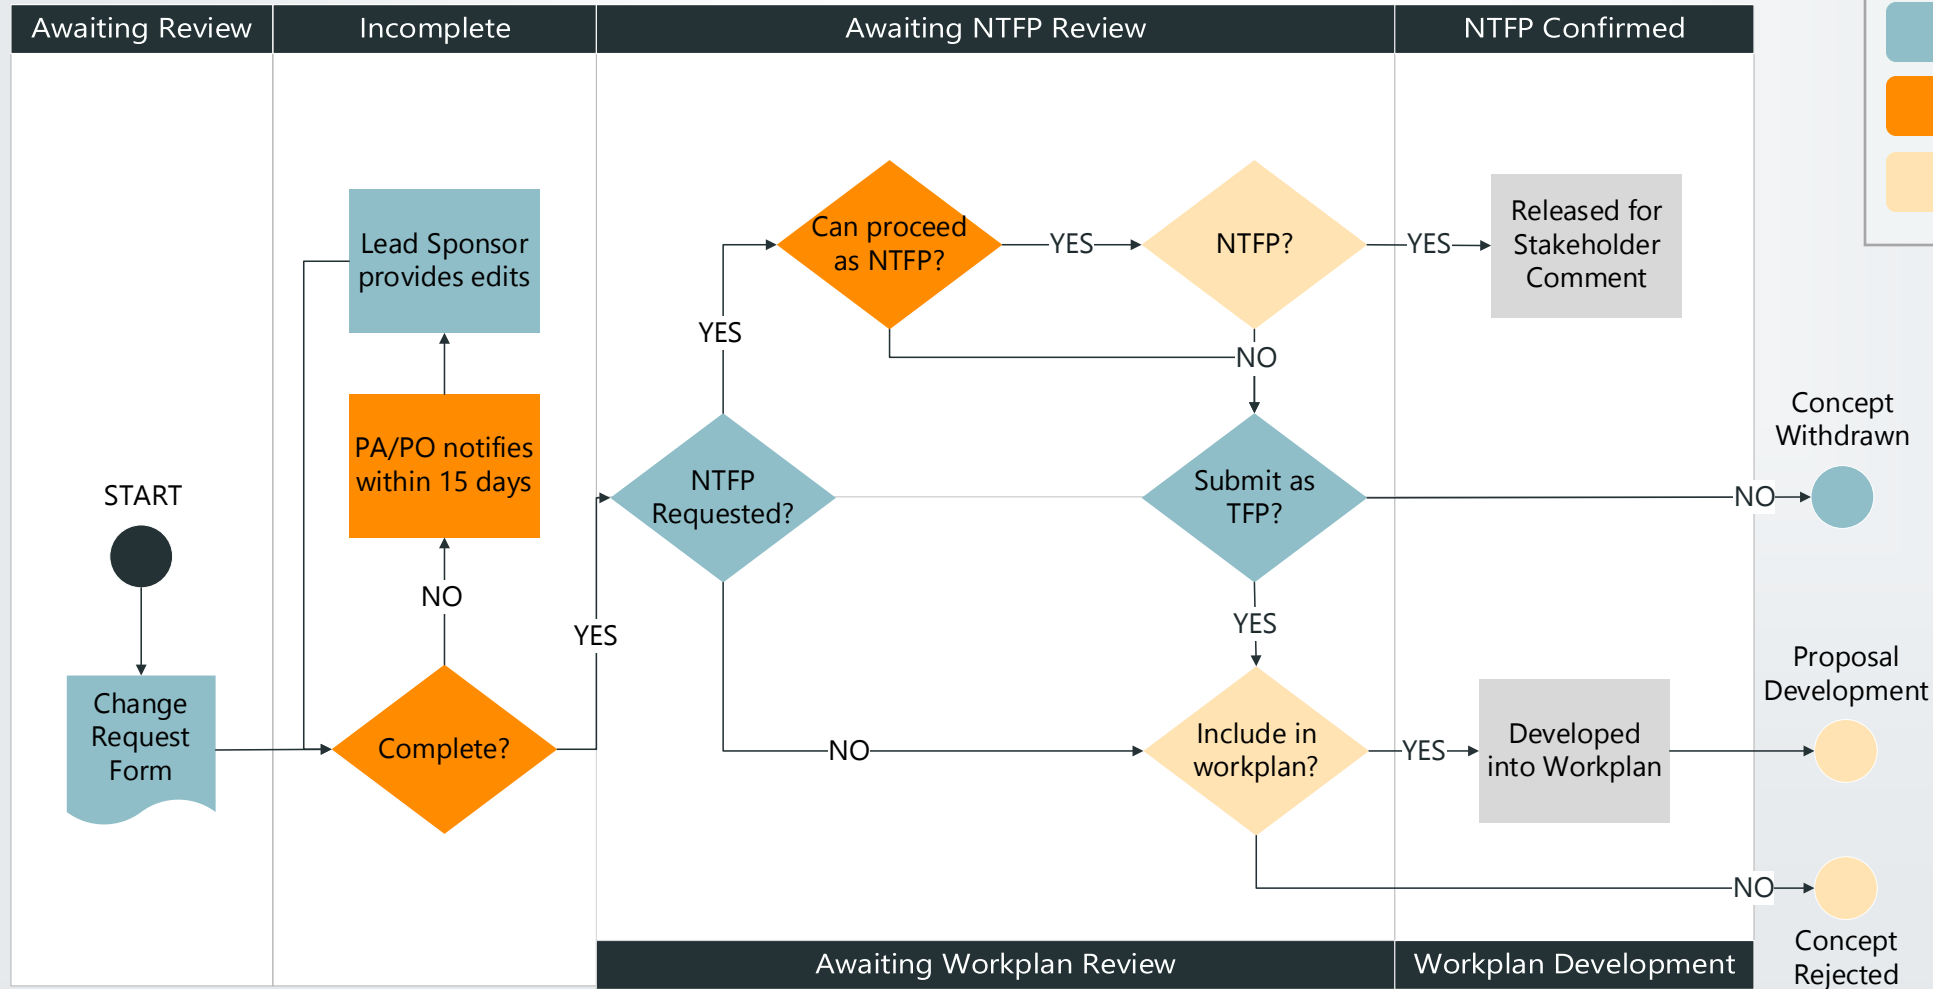 Awaiting Review
Incomplete
Awaiting NTFP Review
NTFP Confirmed
START
Change
Request
Form
Lead Sponsor
provides edits
PA/PO notifies
within 15 days
NO
Complete?
YES
NTFP
Requested?
YES
NO
Can proceed
as NTFP?
YES
NTFP?
YES
NO
Released for
Stakeholder
Comment
Submit as
TFP?
NO
Concept
Withdrawn
YES
Include in
workplan?
YES
Developed
into Workplan
Proposal
Development
NO
Concept
Rejected
Awaiting Workplan Review
Workplan Development